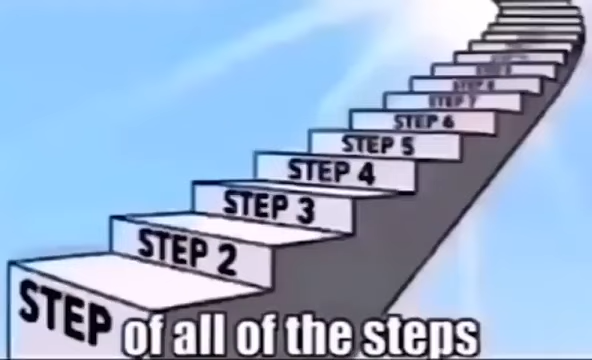 STEP 7
STEP 6
STEP 5
STEP 4
STEP 3
STEP 2
STEP
of all of the steps